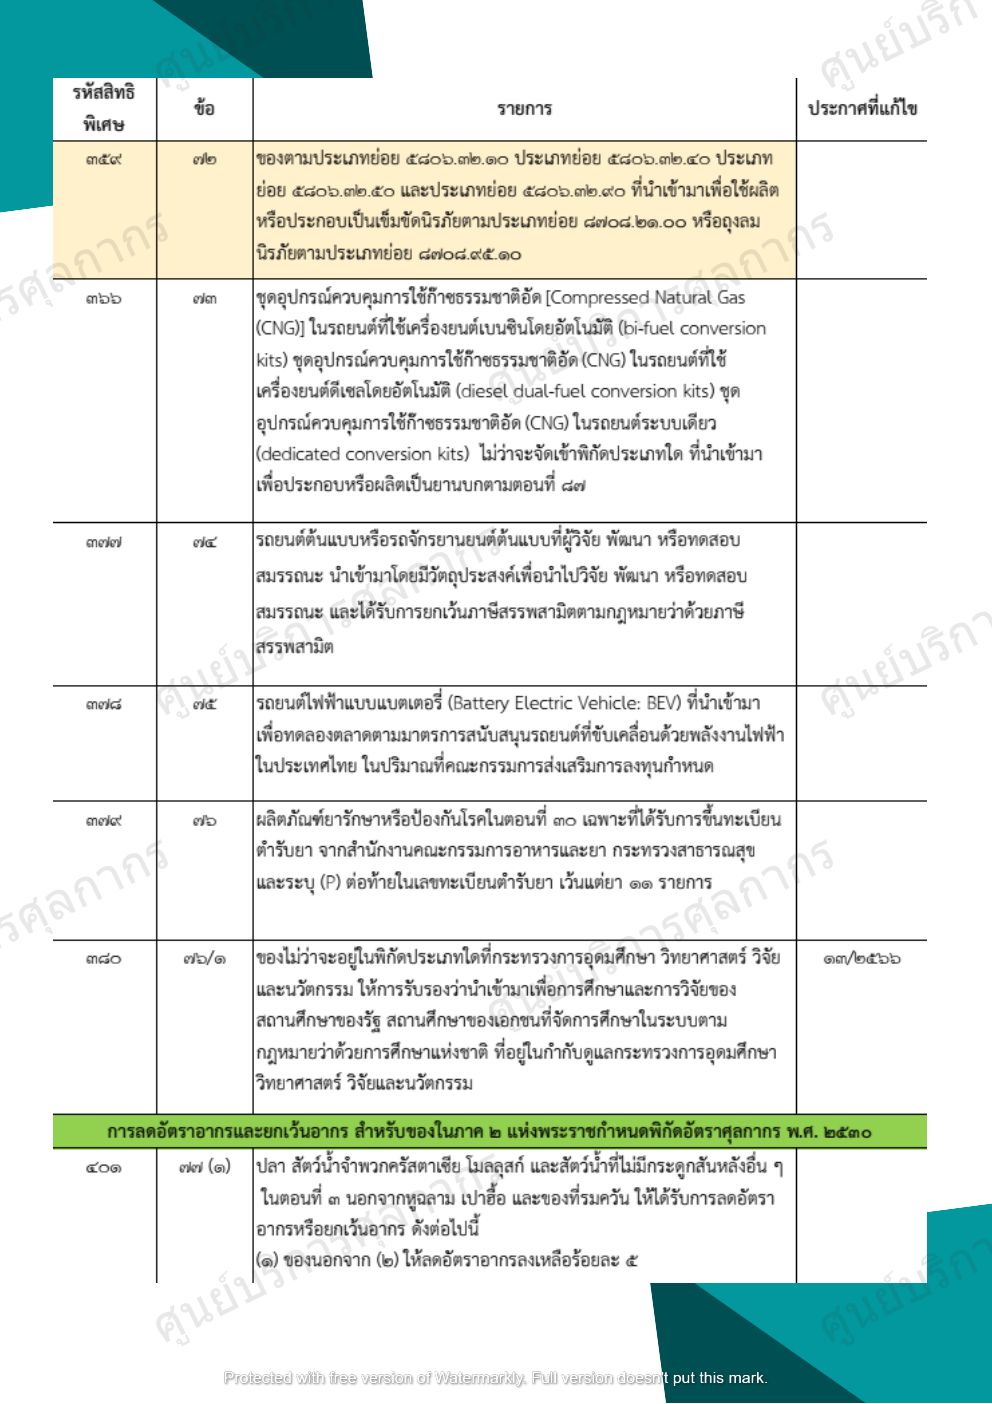 รหัสสิทธิพิเศษ ข้อ รายการ ประกาศที่แก้ไข
๓๕๙ ๗๒ ของตามประเภทย่อย ๕๘๐๖.๓๒.๑๐ ประเภทย่อย ๕๘๐๖.๓๒.๔๐ ประเภท
ย่อย ๕๘๐๖.๓๒.๕๐ และประเภทย่อย ๕๘๐๖.๓๒.๙๐ ที่นำเข้ามาเพื่อใช้ผลิต
หรือประกอบเป็นเข็มขัดนิรภัยตามประเภทย่อย ๘๗๐๘.๒๑.๐๐ หรือถุงลม
นิรภัยตามประเภทย่อย ๘๗๐๘.๙๕.๑๐
๓๖๖ ๗๓ ชุดอุปกรณ์ควบคุมการใช้ก๊าซธรรมชาติอัด [Compressed Natural Gas
(CNG)] ในรถยนต์ที่ใช้เครื่องยนต์เบนซินโดยอัตโนมัติ (bi-fuel conversion
kits) ชุดอุปกรณ์ควบคุมการใช้ก๊าซธรรมชาติอัด (CNG) ในรถยนต์ที่ใช้
เครื่องยนต์ดีเซลโดยอัตโนมัติ (diesel dual-fuel conversion kits) ชุด
อุปกรณ์ควบคุมการใช้ก๊าซธรรมชาติอัด (CNG) ในรถยนต์ระบบเดียว
(dedicated conversion kits) ไม่ว่าจะจัดเข้าพิกัดประเภทใด ที่นำเข้ามา
เพื่อประกอบหรือผลิตเป็นยานบกตามตอนที่ ๘๗
๓๗๗ ๗๔ รถยนต์ต้นแบบหรือรถจักรยานยนต์ต้นแบบที่ผู้วิจัย พัฒนา หรือทดสอบ
สมรรถนะ นำเข้ามาโดยมีวัตถุประสงค์เพื่อนำไปวิจัย พัฒนา หรือทดสอบ
สมรรถนะ และได้รับการยกเว้นภาษีสรรพสามิตตามกฎหมายว่าด้วยภาษี
สรรพสามิต
๓๗๘ ๗๕ รถยนต์ไฟฟ้าแบบแบตเตอรี่ (Battery Electric Vehicle: BEV) ที่นำเข้ามา
เพื่อทดลองตลาดตามมาตรการสนับสนุนรถยนต์ที่ขับเคลื่อนด้วยพลังงานไฟฟ้า
ในประเทศไทย ในปริมาณที่คณะกรรมการส่งเสริมการลงทุนกำหนด
๓๗๙ ๗๖ ผลิตภัณฑ์ยารักษาหรือป้องกันโรคในตอนที่ ๓๐ เฉพาะที่ได้รับการขึ้นทะเบียน
ตำรับยา จากสำนักงานคณะกรรมการอาหารและยา กระทรวงสาธารณสุข
และระบุ (P) ต่อท้ายในเลขทะเบียนตำรับยา เว้นแต่ยา ๑๑ รายการ
๓๘๐ ๗๖/๑ ของไม่ว่าจะอยู่ในพิกัดประเภทใดที่กระทรวงการอุดมศึกษา วิทยาศาสตร์ วิจัย ๑๓/๒๕๖๖
และนวัตกรรม ให้การรับรองว่านำเข้ามาเพื่อการศึกษาและการวิจัยของ
สถานศึกษาของรัฐ สถานศึกษาของเอกชนที่จัดการศึกษาในระบบตาม
กฎหมายว่าด้วยการศึกษาแห่งชาติ ที่อยู่ในกำกับดูแลกระทรวงการอุดมศึกษา
วิทยาศาสตร์ วิจัยและนวัตกรรม
การลดอัตราอากรและยกเว้นอากร สำหรับของในภาค ๒ แห่งพระราชกำหนดพิกัดอัตราศุลกากร พ.ศ. ๒๕๓๐
๔๐๑ ๗๗ (๑) ปลา สัตว์น้ำจำพวกครัสตาเซีย โมลลุสก์ และสัตว์น้ำที่ไม่มีกระดูกสันหลังอื่น ๆ
ในตอนที่ ๓ นอกจากหูฉลาม เปาฮื้อ และของที่รมควัน ให้ได้รับการลดอัตรา
อากรหรือยกเว้นอากร ดังต่อไปนี้
(๑) ของนอกจาก (๒) ให้ลดอัตราอากรลงเหลือร้อยละ ๕
ศูนย์บริการศุลกากร
Protected with free version of Watermarkly. Full version doesn't put this mark.